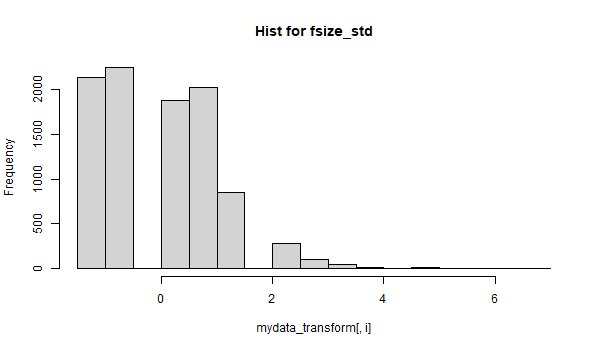 Hist for fsize_std
Frequency
2000
1500
1000
500
0
0 2 4 6
mydata_transform[, i]